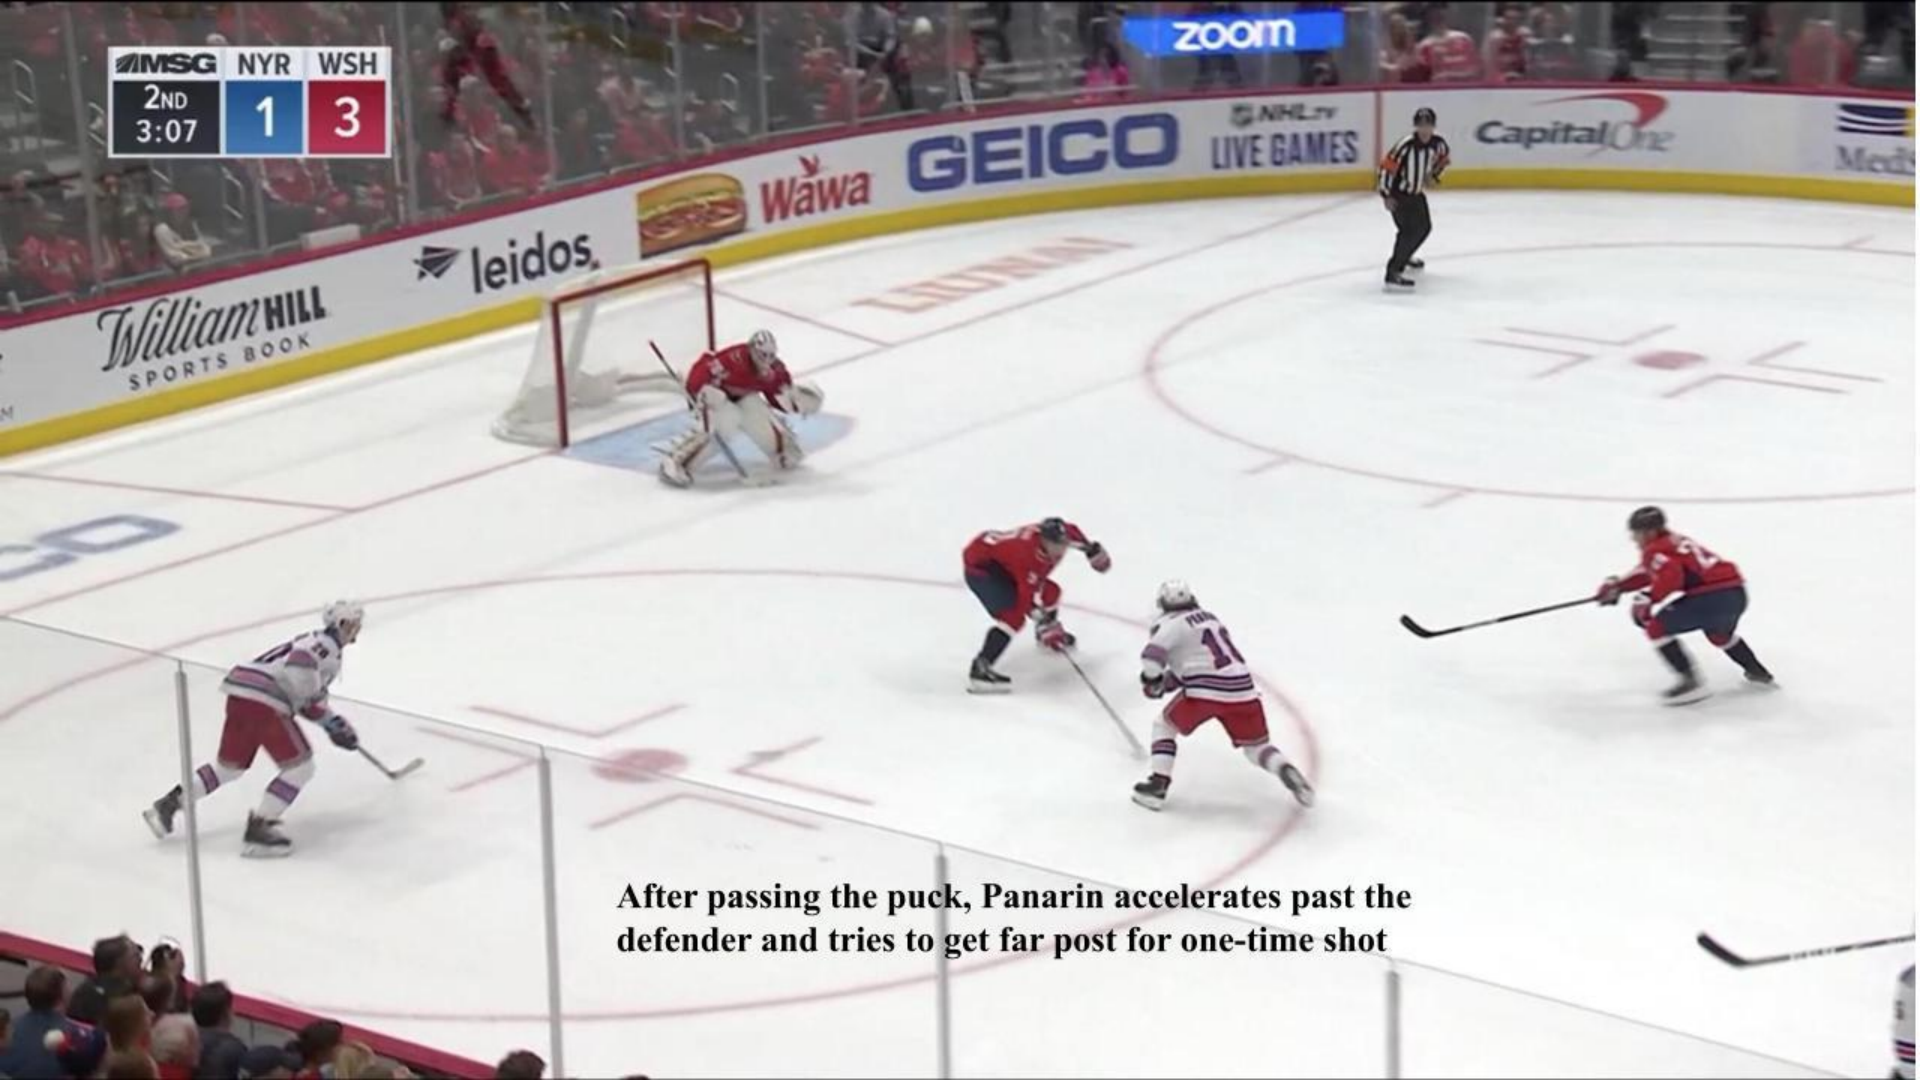 zoom
MSG NYR WSH
2ND
3:07
1 3
GEICO
NHL.TV
LIVE GAMES
Capital One
Wawa
leidos
William HILL
SPORTS BOOK
LIUNA!
After passing the puck, Panarin accelerates past the
defender and tries to get far post for one-time shot